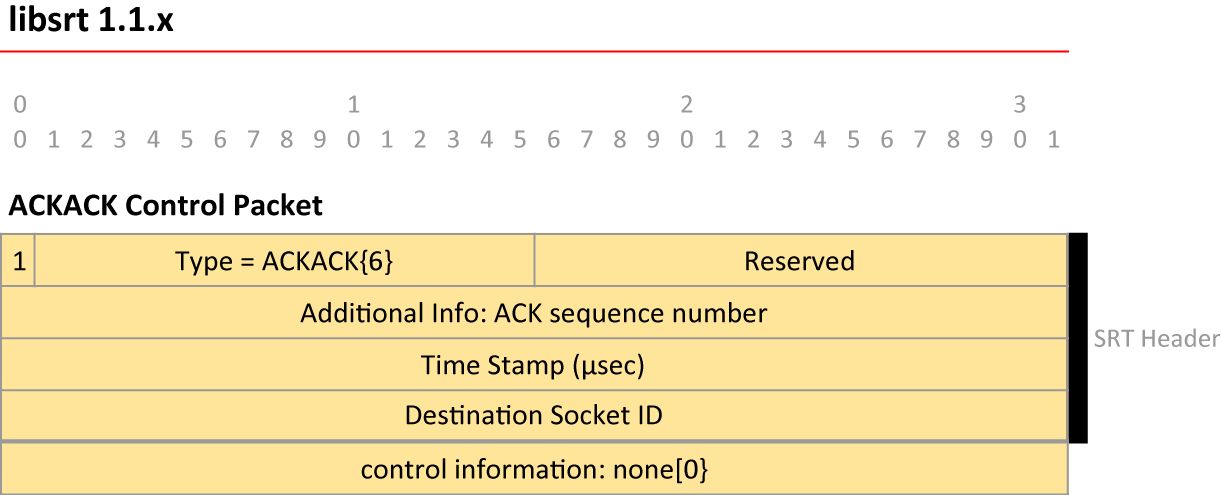 libsrt 1.1.x
0 1 2 3
0 1 2 3 4 5 6 7 8 9 0 1 2 3 4 5 6 7 8 9 0 1 2 3 4 5 6 7 8 9 0 1
ACKACK Control Packet
1 Type = ACKACK{6} Reserved
Additional Info: ACK sequence number
Time Stamp (μsec)
SRT Header
Destination Socket ID
control information: none[0}